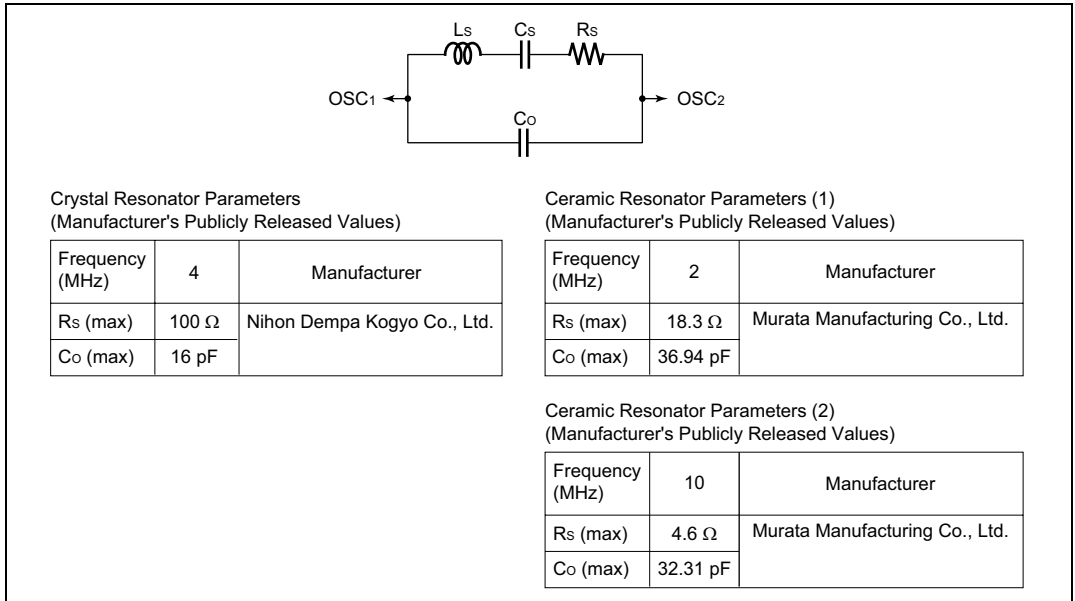 Ls Cs Rs
OSC1 OSC2
Co
Crystal Resonator Parameters
(Manufacturer's Publicly Released Values)
Frequency (MHz) 4 Manufacturer
Rs (max) 100 Ω Nihon Dempa Kogyo Co., Ltd.
Co (max) 16 pF
Ceramic Resonator Parameters (1)
(Manufacturer's Publicly Released Values)
Frequency (MHz) 2 Manufacturer
Rs (max) 18.3 Ω Murata Manufacturing Co., Ltd.
Co (max) 36.94 pF
Ceramic Resonator Parameters (2)
(Manufacturer's Publicly Released Values)
Frequency (MHz) 10 Manufacturer
Rs (max) 4.6 Ω Murata Manufacturing Co., Ltd.
Co (max) 32.31 pF